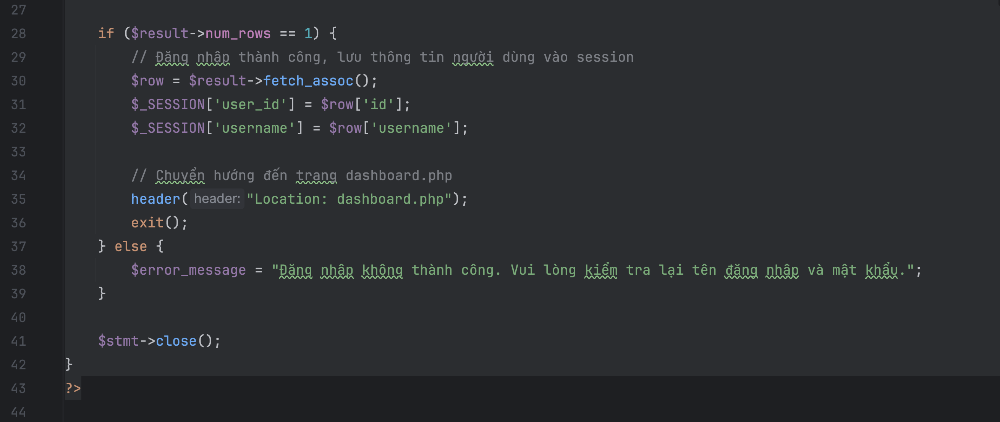 27
28 if ($result->num_rows == 1) {
29 // Đăng nhập thành công, lưu thông tin người dùng vào session
30 $row = $result->fetch_assoc();
31 $_SESSION['user_id'] = $row['id'];
32 $_SESSION['username'] = $row['username'];
33
34 // Chuyển hướng đến trang dashboard.php
35 header( header: "Location: dashboard.php");
36 exit();
37 } else {
38 $error_message = "Đăng nhập không thành công. Vui lòng kiểm tra lại tên đăng nhập và mật khẩu.";
39 }
40
41 $stmt->close();
42 }
43 ?>
44